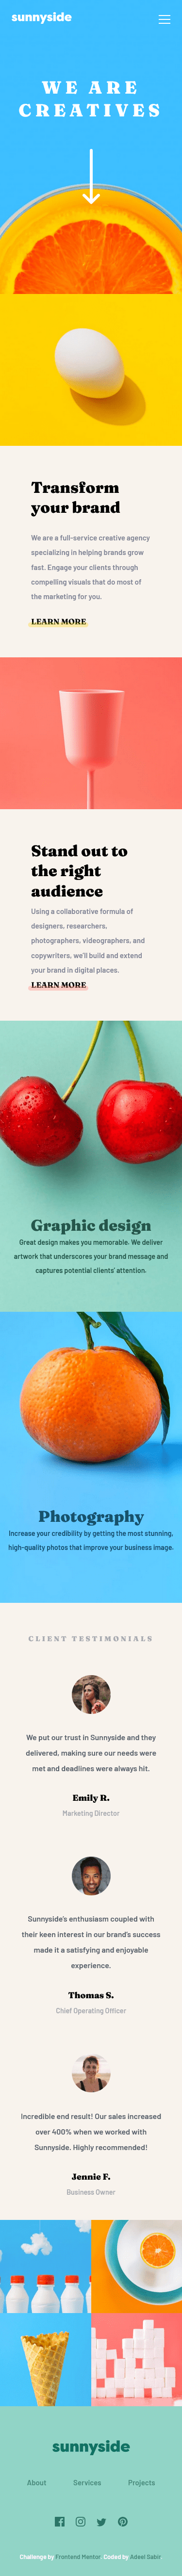 sunnyside
WE ARE
CREATIVES
Transform
your brand
We are a full-service creative agency
specializing in helping brands grow
fast. Engage your clients through
compelling visuals that do most of
the marketing for you.
LEARN MORE
Stand out to
the right
audience
Using a collaborative formula of
designers, researchers,
photographers, videographers, and
copywriters, we'll build and extend
your brand in digital places.
LEARN MORE
Graphic design
Great design makes you memorable. We deliver
artwork that underscores your brand message and
captures potential clients' attention.
Photography
Increase your credibility by getting the most stunning,
high-quality photos that improve your business image.
CLIENT TESTIMONIALS
We put our trust in Sunnyside and they
delivered, making sure our needs were
met and deadlines were always hit.
Emily R.
Marketing Director
Sunnyside's enthusiasm coupled with
their keen interest in our brand's success
made it a satisfying and enjoyable
experience.
Thomas S.
Chief Operating Officer
Incredible end result! Our sales increased
over 400% when we worked with
Sunnyside. Highly recommended!
Jennie F.
Business Owner
sunnyside
About Services Projects
Challenge by Frontend Mentor. Coded by Adeel Sabir